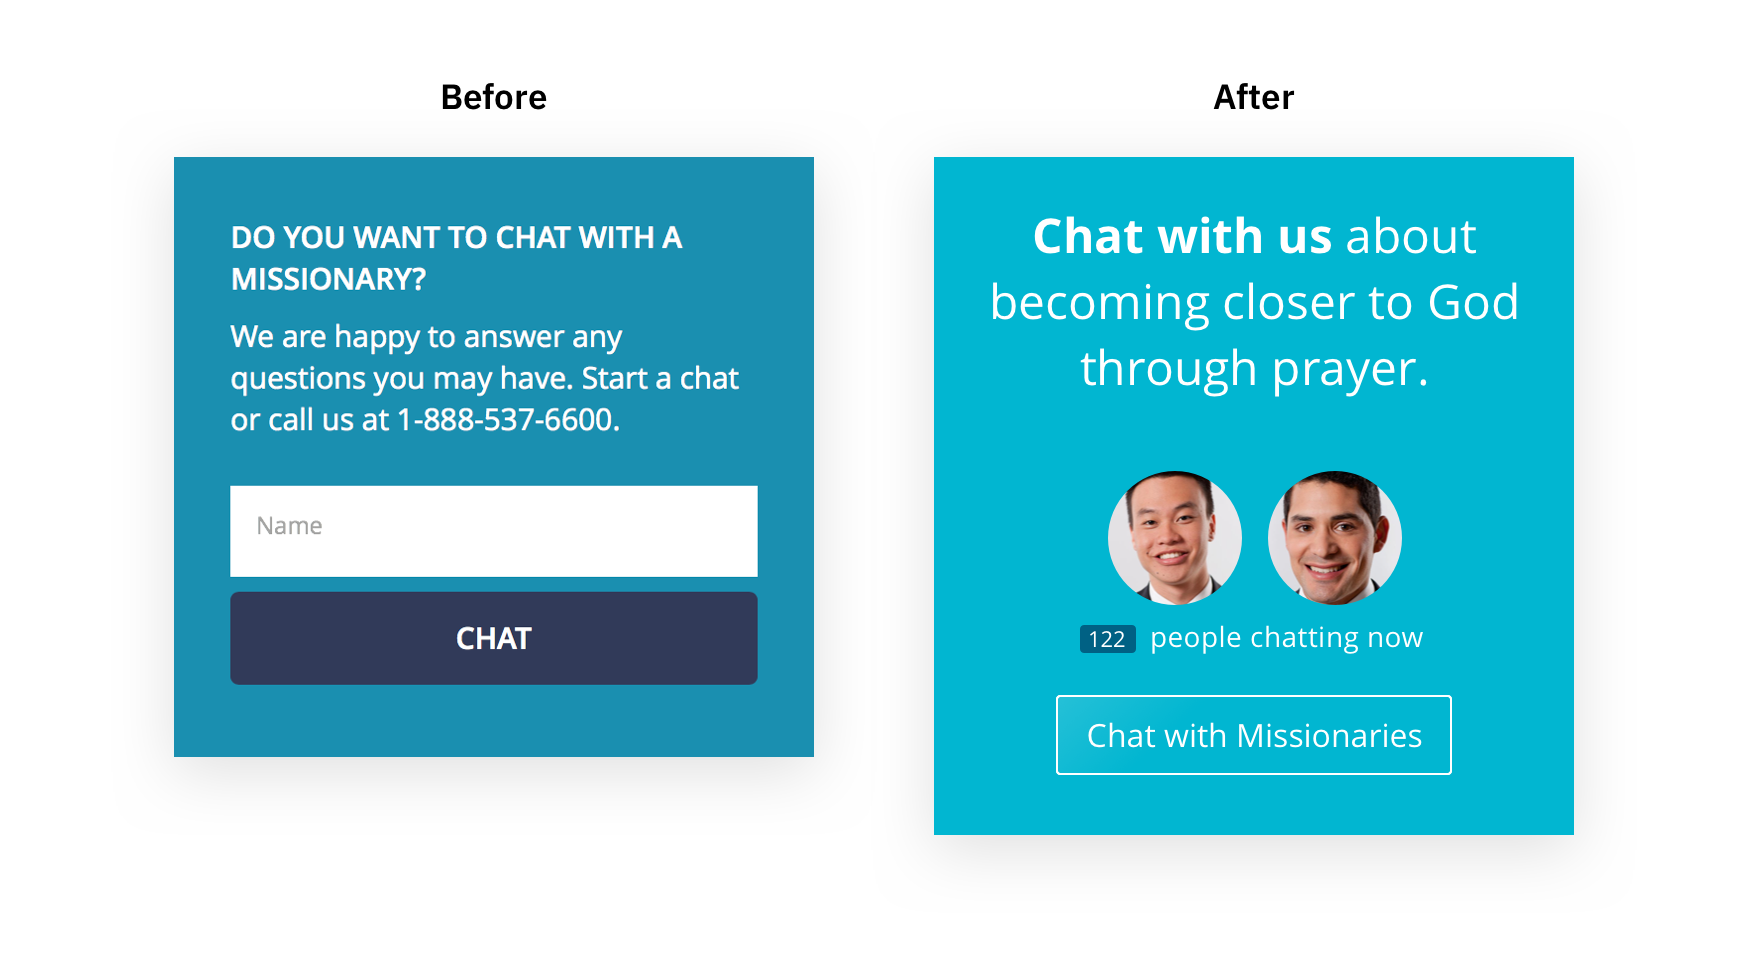 Before
DO YOU WANT TO CHAT WITH A
MISSIONARY?
We are happy to answer any
questions you may have. Start a chat
or call us at 1-888-537-6600.
Name
CHAT
After
Chat with us about
becoming closer to God
through prayer.
122 people chatting now
Chat with Missionaries